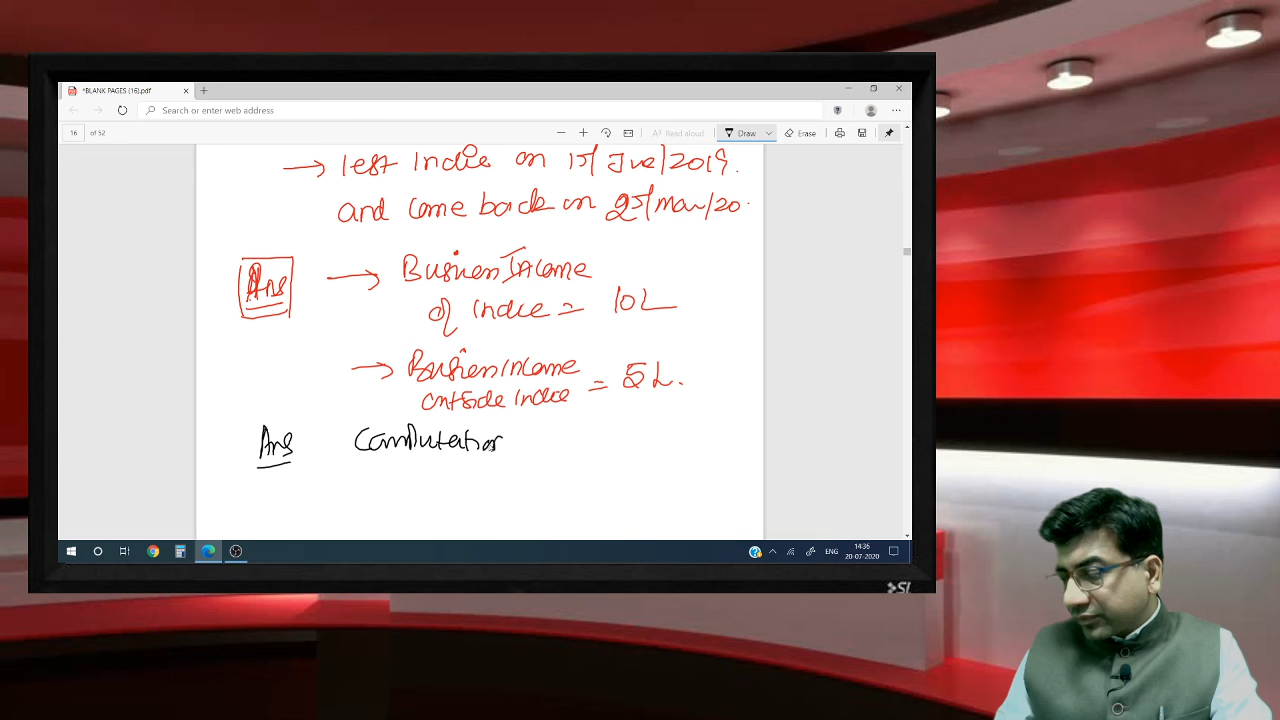 *BLANK PAGES (16).pdf
Search or enter web address
16 of 52
Read aloud Draw Erase
→ left India on 15/June/2019.
and come back on 25/Mar/20.
Ans → Business Income
of India = 10L
→ Business Income
outside India = 5L.
Ans Computation
ENG 14:36
20-07-2020